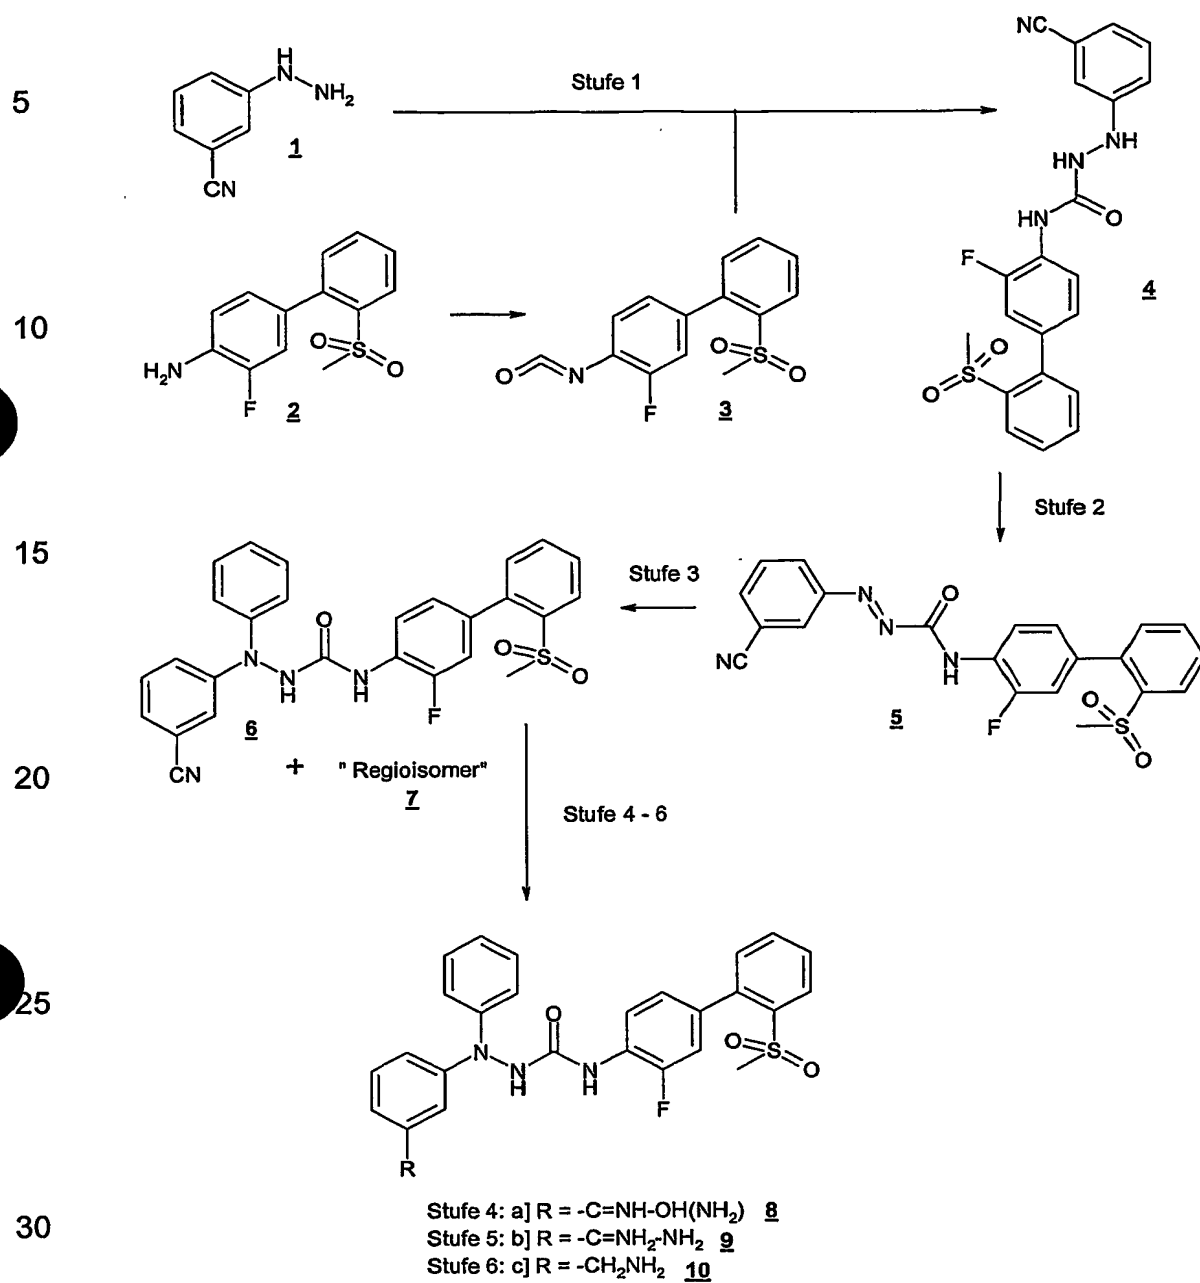 5
Stufe 1
NC
H
N
NH₂
1
CN
HN
NH
HN
O
F
4
O
S
O
10
H₂N
F
2
O
S
O
O
N
F
3
O
S
O
Stufe 2
15
Stufe 3
N
N
O
NC
N
H
F
5
O
S
O
N
N
H
O
N
H
F
O
S
O
6
CN
+
" Regioisomer"
7
20
Stufe 4 - 6
25
N
N
H
O
N
H
F
O
S
O
R
Stufe 4: a] R = -C=NH-OH(NH₂) 8
30
Stufe 5: b] R = -C=NH₂-NH₂ 9
Stufe 6: c] R = -CH₂NH₂ 10